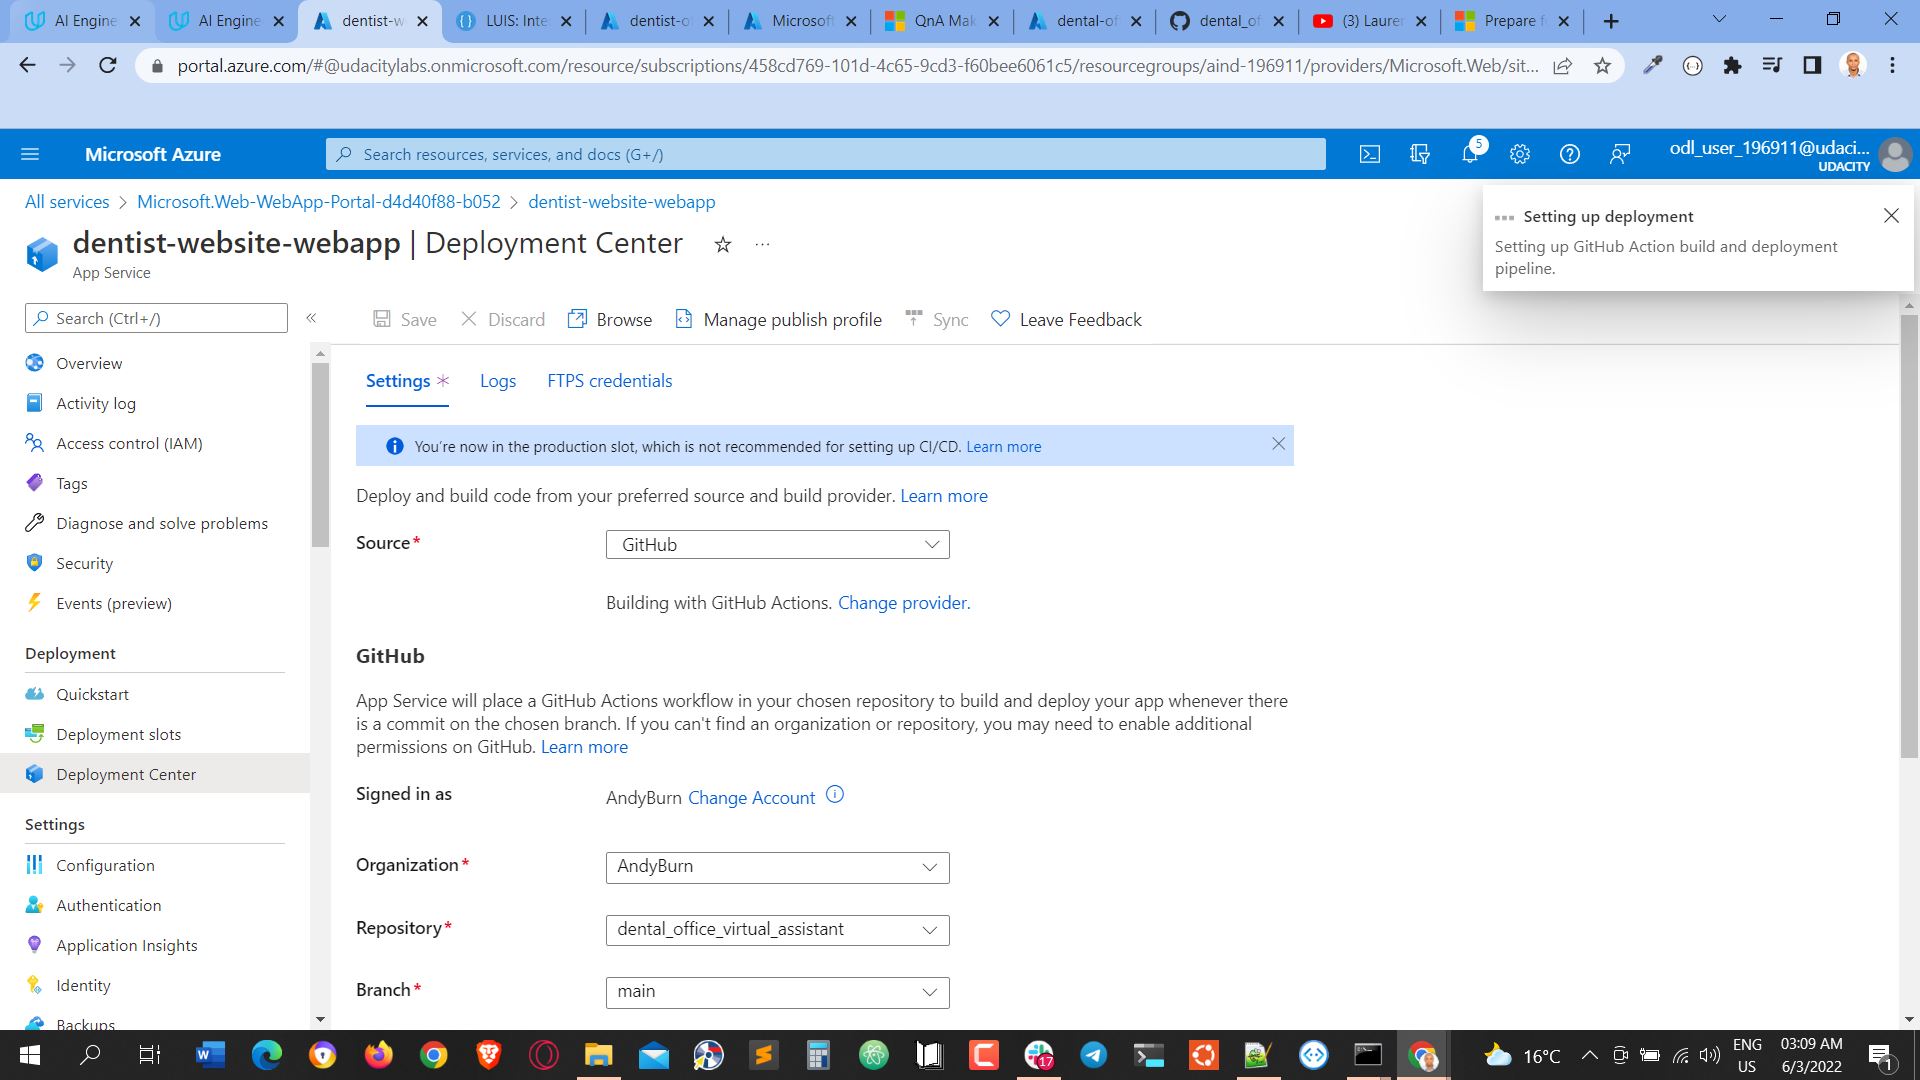 AI Engine
AI Engine
dentist-w
LUIS: Inte
dentist-o
Microsoft
QnA Mak
dental-of
dental_of
(3) Lauren
Prepare f
portal.azure.com/#@udacitylabs.onmicrosoft.com/resource/subscriptions/458cd769-101d-4c65-9cd3-f60bee6061c5/resourcegroups/aind-196911/providers/Microsoft.Web/sit...
Microsoft Azure
Search resources, services, and docs (G+/)
5
odl_user_196911@udaci...
UDACITY
All services > Microsoft.Web-WebApp-Portal-d4d40f88-b052 > dentist-website-webapp
Setting up deployment
Setting up GitHub Action build and deployment
pipeline.
dentist-website-webapp | Deployment Center
App Service
Search (Ctrl+/)
Save
Discard
Browse
Manage publish profile
Sync
Leave Feedback
Overview
Activity log
Access control (IAM)
Tags
Diagnose and solve problems
Security
Events (preview)
Deployment
Quickstart
Deployment slots
Deployment Center
Settings
Configuration
Authentication
Application Insights
Identity
Backups
Settings *
Logs
FTPS credentials
You're now in the production slot, which is not recommended for setting up CI/CD. Learn more
Deploy and build code from your preferred source and build provider. Learn more
Source*
GitHub
Building with GitHub Actions. Change provider.
GitHub
App Service will place a GitHub Actions workflow in your chosen repository to build and deploy your app whenever there
is a commit on the chosen branch. If you can't find an organization or repository, you may need to enable additional
permissions on GitHub. Learn more
Signed in as
AndyBurn Change Account
Organization*
AndyBurn
Repository*
dental_office_virtual_assistant
Branch*
main
17
16°C
ENG
US
03:09 AM
6/3/2022
1